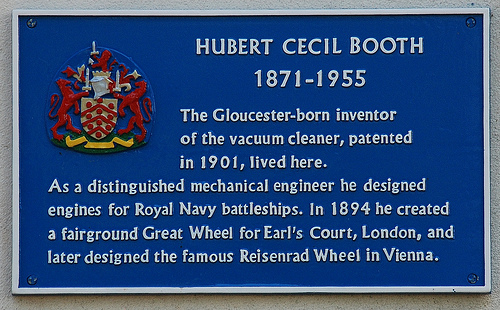 HUBERT CECIL BOOTH
1871-1955
The Gloucester-born inventor
of the vacuum cleaner, patented
in 1901, lived here.
As a distinguished mechanical engineer he designed
engines for Royal Navy battleships. In 1894 he created
a fairground Great Wheel for Earl's Court, London, and
later designed the famous Reisenrad Wheel in Vienna.